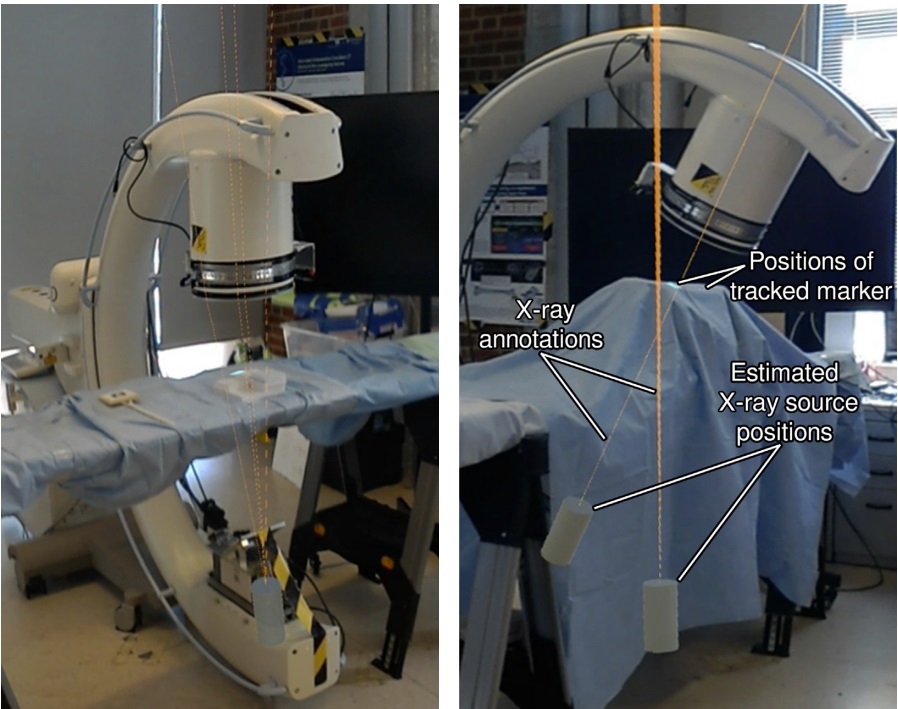 Positions of
tracked marker
X-ray
annotations
Estimated
X-ray source
positions